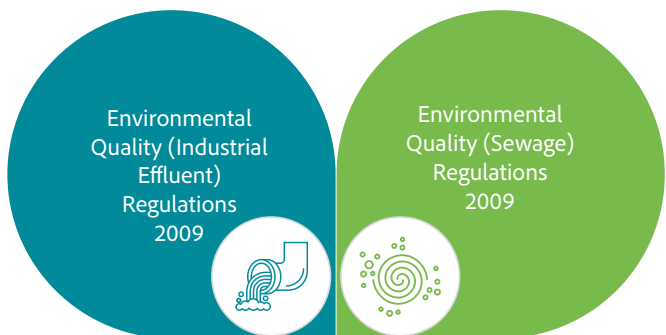 Environmental
Quality (Industrial
Effluent)
Regulations
2009
Environmental
Quality (Sewage)
Regulations
2009